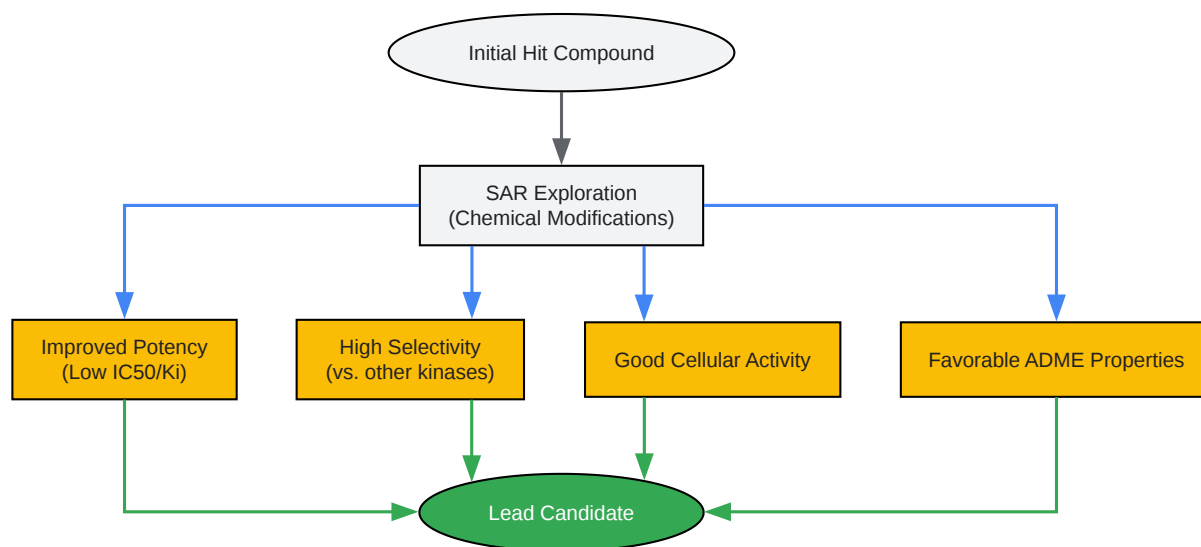 Initial Hit Compound
SAR Exploration
(Chemical Modifications)
Improved Potency
(Low IC50/Ki)
High Selectivity
(vs. other kinases)
Good Cellular Activity
Favorable ADME Properties
Lead Candidate